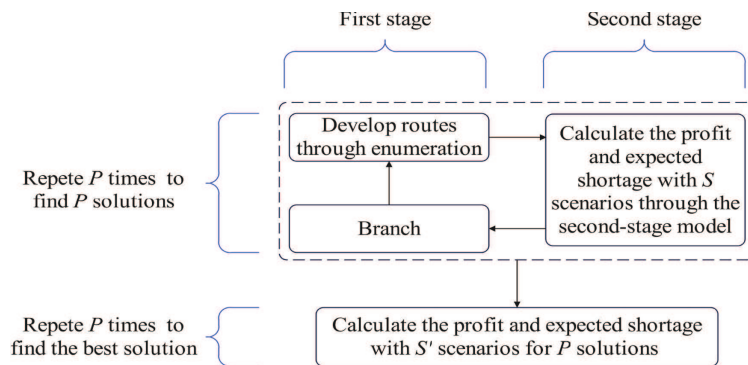 First stage
Second stage
Develop routes
through enumeration
Calculate the profit
and expected
shortage with S
scenarios through the
second-stage model
Repete P times to
find P solutions
Branch
Repete P times to
find the best solution
Calculate the profit and expected shortage
with S' scenarios for P solutions